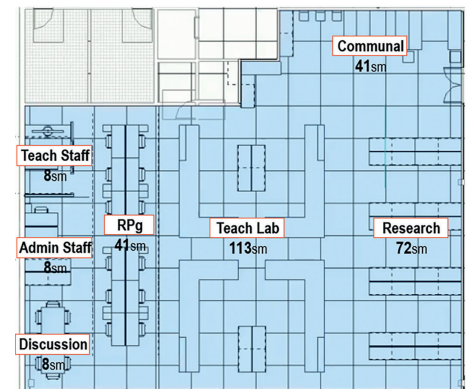 Communal
41sm
Teach Staff
8sm
RPg
41sm
Teach Lab
113sm
Research
72sm
Admin Staff
8sm
Discussion
8sm